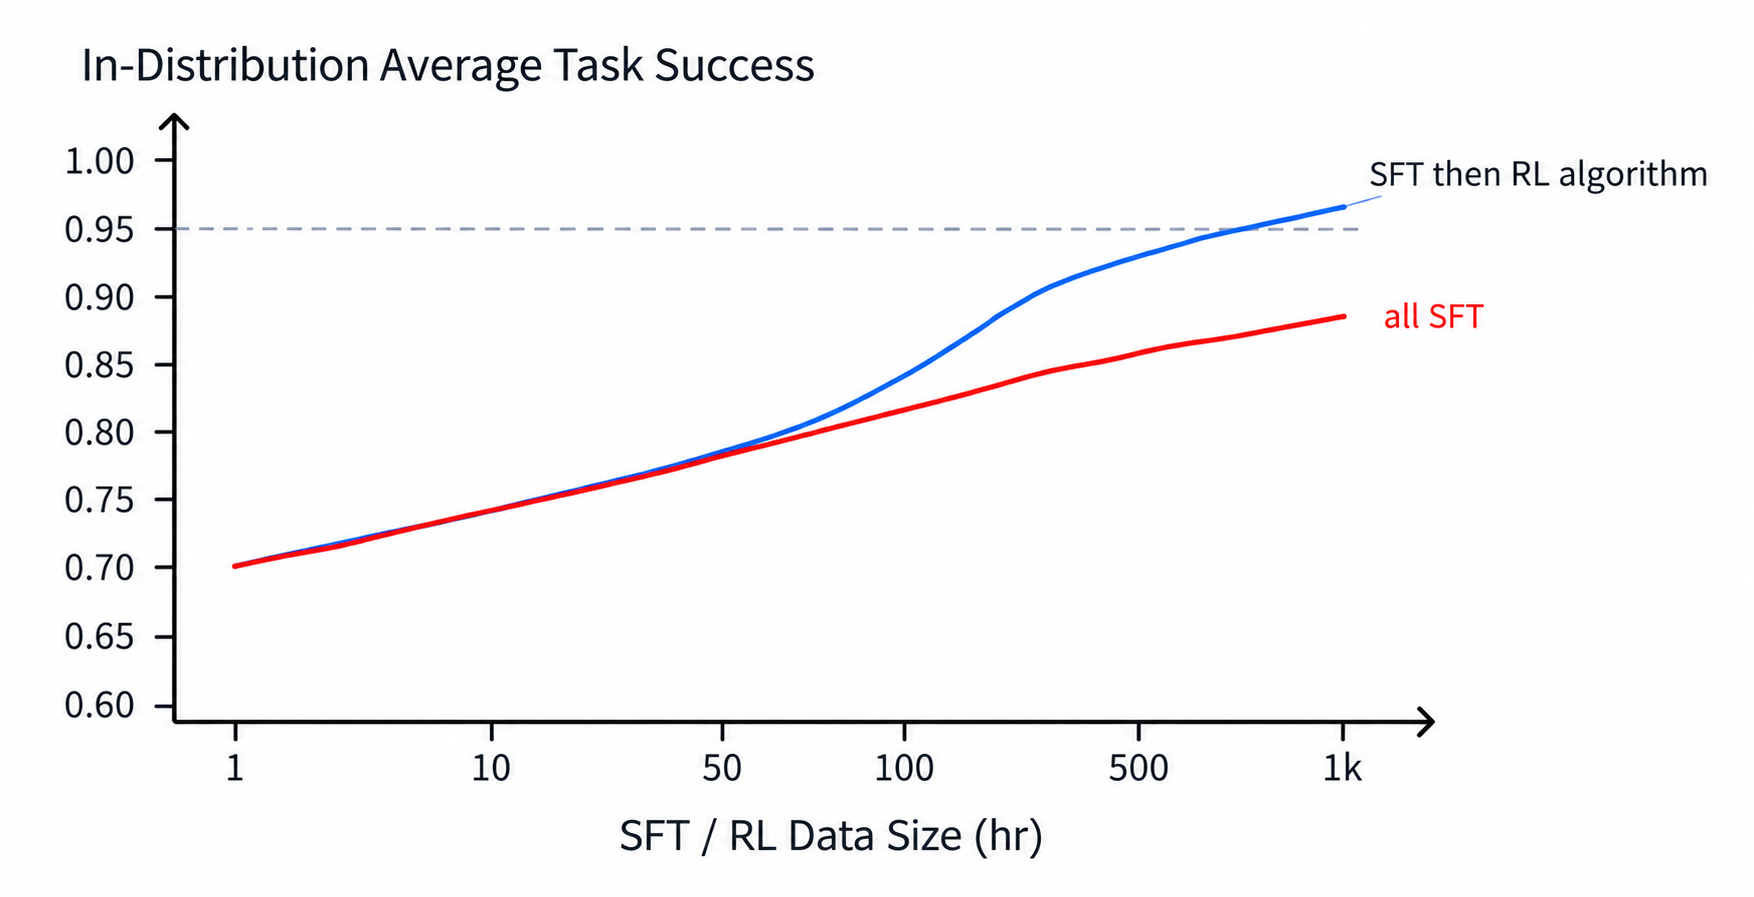 In-Distribution Average Task Success
1.00
0.95
0.90
0.85
0.80
0.75
0.70
0.65
0.60
SFT then RL algorithm
all SFT
1 10 50 100 500 1k
SFT / RL Data Size (hr)